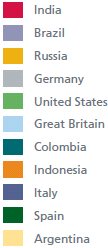 India
Brazil
Russia
Germany
United States
Great Britain
Colombia
Indonesia
Italy
Spain
Argentina